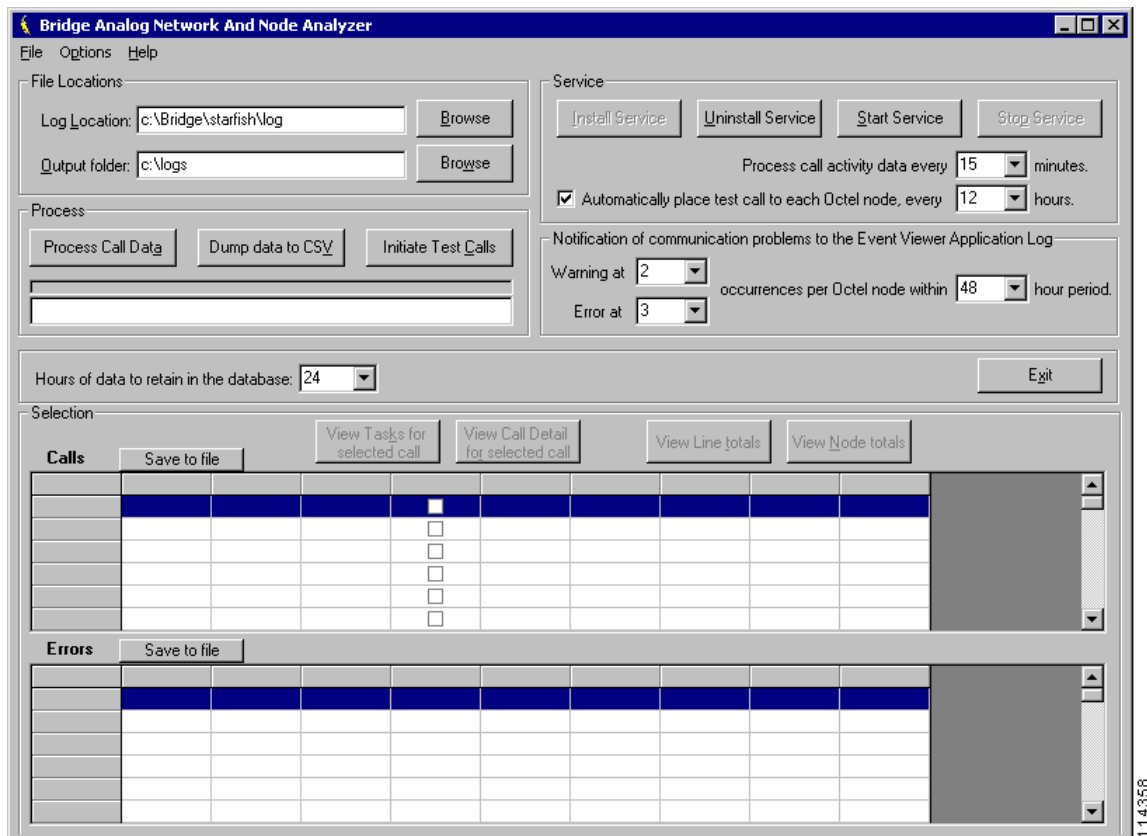 Bridge Analog Network And Node Analyzer
File Options Help
File Locations
Log Location: c:\Bridge\starfish\log Browse
Output folder: c:\logs Browse
Process
Process Call Data Dump data to CSV Initiate Test Calls
Service
Install Service Uninstall Service Start Service Stop Service
Process call activity data every 15 minutes.
Automatically place test call to each Octel node, every 12 hours.
Notification of communication problems to the Event Viewer Application Log
Warning at 2
occurrences per Octel node within 48 hour period.
Error at 3
Hours of data to retain in the database: 24 Exit
Selection
View Tasks for selected call View Call Detail for selected call View Line totals View Node totals
Calls Save to file
Errors Save to file
114358